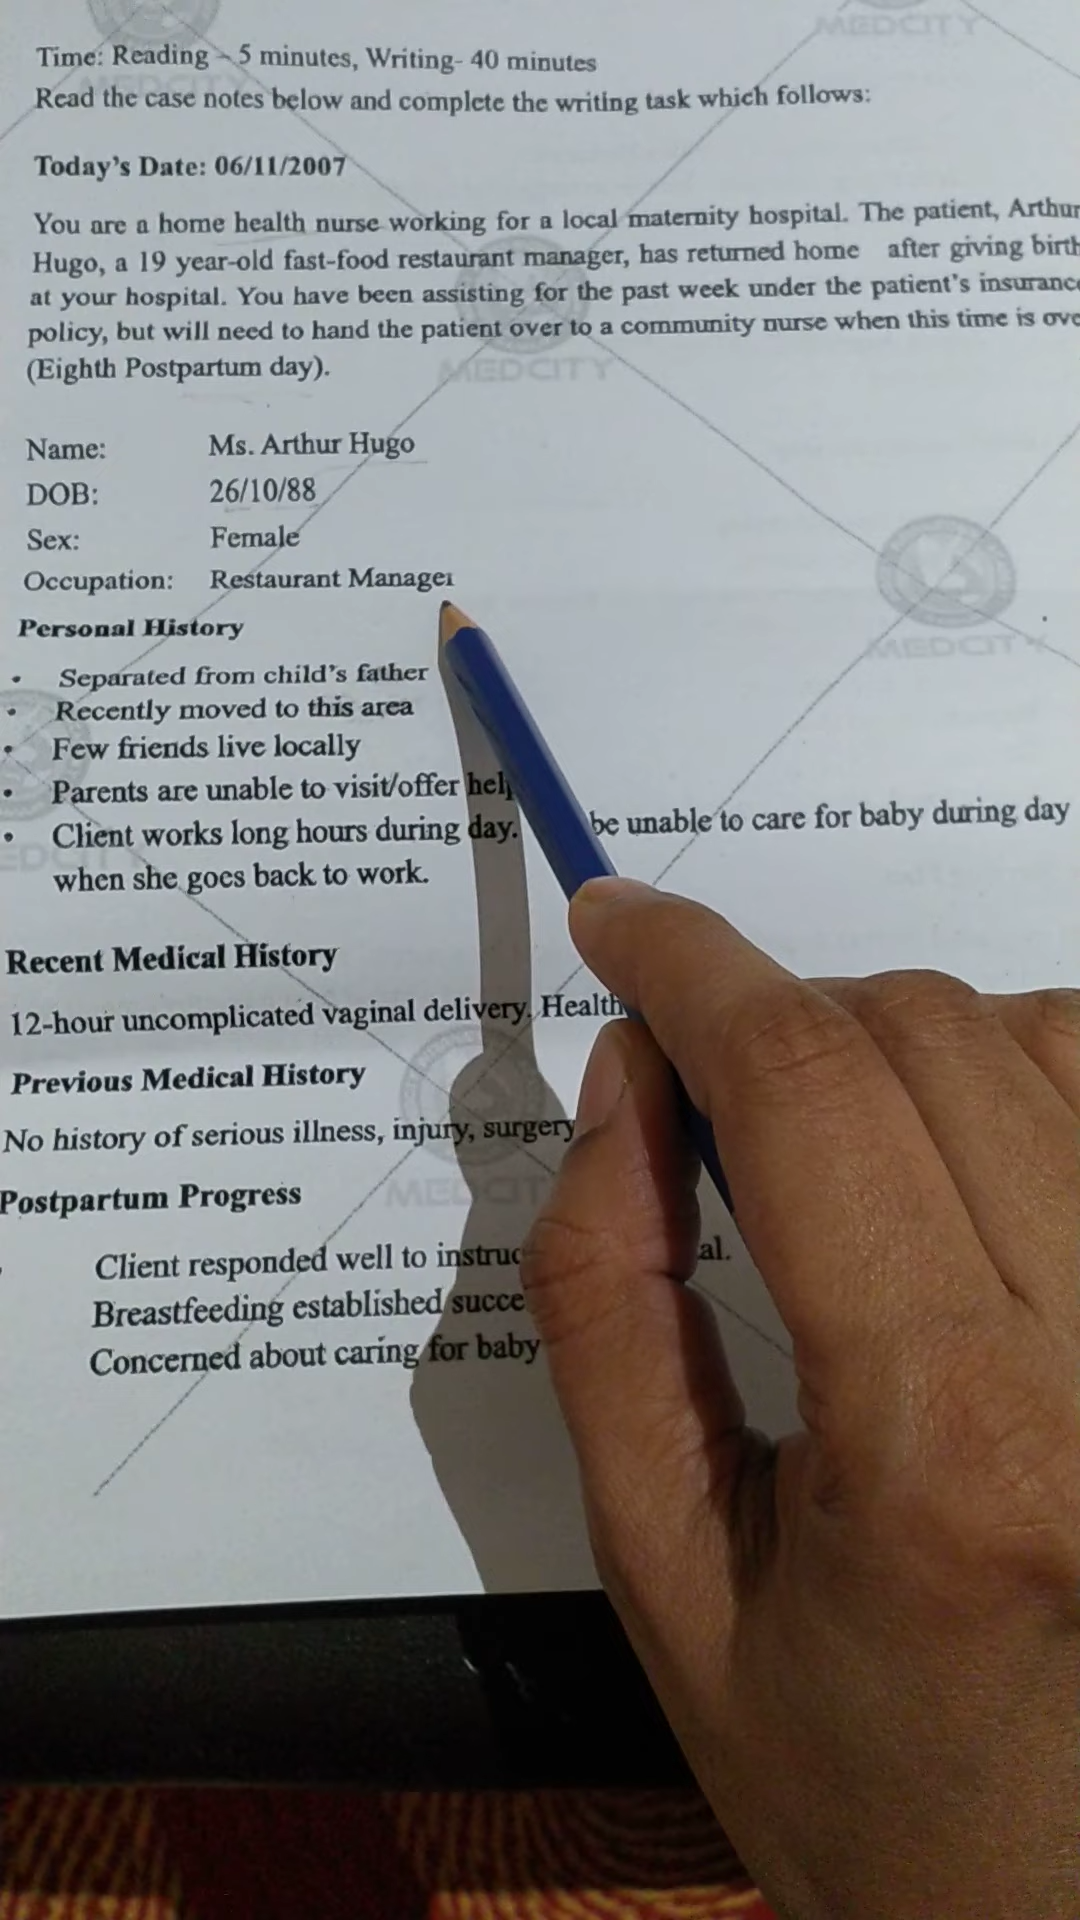 MEDCITY
Time: Reading – 5 minutes, Writing- 40 minutes
Read the case notes below and complete the writing task which follows:
Today's Date: 06/11/2007
You are a home health nurse working for a local maternity hospital. The patient, Arthur
Hugo, a 19 year-old fast-food restaurant manager, has returned home after giving birth
at your hospital. You have been assisting for the past week under the patient's insurance
policy, but will need to hand the patient over to a community nurse when this time is
(Eighth Postpartum day).
MEDCITY
Name: Ms. Arthur Hugo
DOB: 26/10/88
Sex: Female
Occupation: Restaurant Manager
Personal History
MEDCITY
• Separated from child's father
• Recently moved to this area
• Few friends live locally
• Parents are unable to visit/offer
• Client works long hours during day. be unable to care for baby during day
when she goes back to work.
Recent Medical History
12-hour uncomplicated vaginal delivery.
Previous Medical History
No history of serious illness, injury, surgery
Postpartum Progress
Client responded well to
Breastfeeding established
Concerned about caring for baby